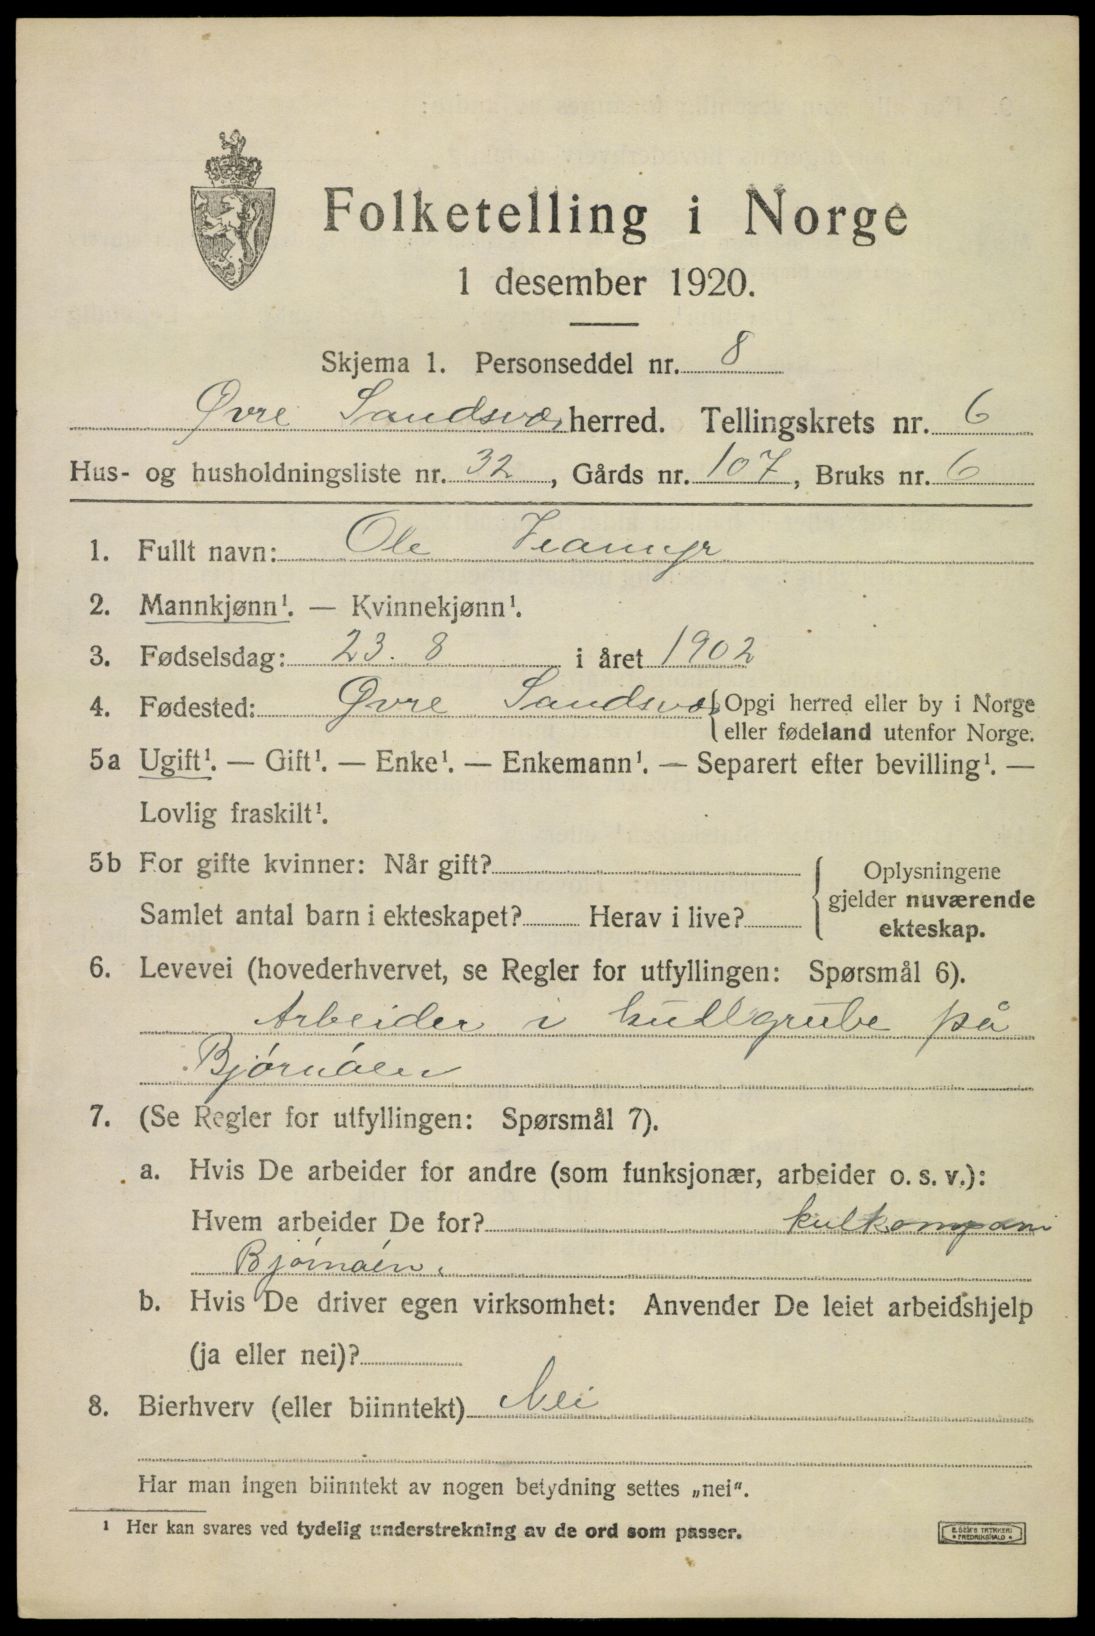 Folketelling i Norge
1 desember 1920.
Skjema 1. Personseddel nr. 8
Øvre Sandsvær herred. Tellingskrets nr. 6
Hus- og husholdningsliste nr. 32, Gårds nr. 107, Bruks nr. 6
1. Fullt navn: Ole
2. Mannkjønn¹. — Kvinnekjønn¹.
3. Fødselsdag: 23. 8 i året 1902
4. Fødested: Øvre Sandsvær { Opgi herred eller by i Norge
eller fødeland utenfor Norge.
5a Ugift¹. — Gift¹. — Enke¹. — Enkemann¹. — Separert efter bevilling¹. —
Lovlig fraskilt¹.
5b For gifte kvinner: Når gift? { Oplysningene
gjelder nuværende
Samlet antal barn i ekteskapet? Herav i live?
ekteskap.
6. Levevei (hovederhvervet, se Regler for utfyllingen: Spørsmål 6).
Arbeider i kullgrube på
Bjørnöen
7. (Se Regler for utfyllingen: Spørsmål 7).
a. Hvis De arbeider for andre (som funksjonær, arbeider o. s. v.):
Hvem arbeider De for? kulkompani
Bjørnöen.
b. Hvis De driver egen virksomhet: Anvender De leiet arbeidshjelp
(ja eller nei)?
8. Bierhverv (eller biinntekt) Nei
Har man ingen biinntekt av nogen betydning settes „nei“.
¹ Her kan svares ved tydelig understrekning av de ord som passer.